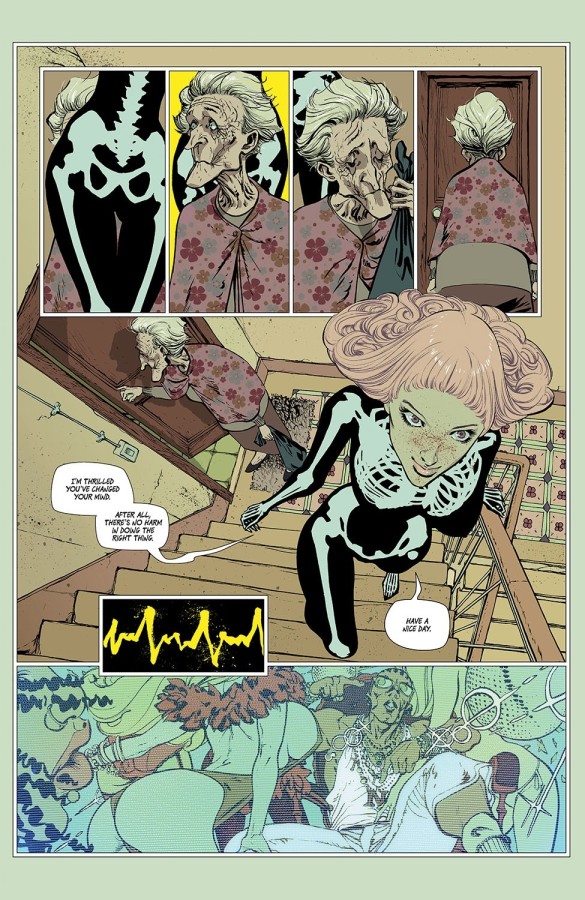 I'M THRILLED
YOU'VE CHANGED
YOUR MIND.
AFTER ALL,
THERE'S NO HARM
IN DOING THE
RIGHT THING.
HAVE A
NICE DAY.